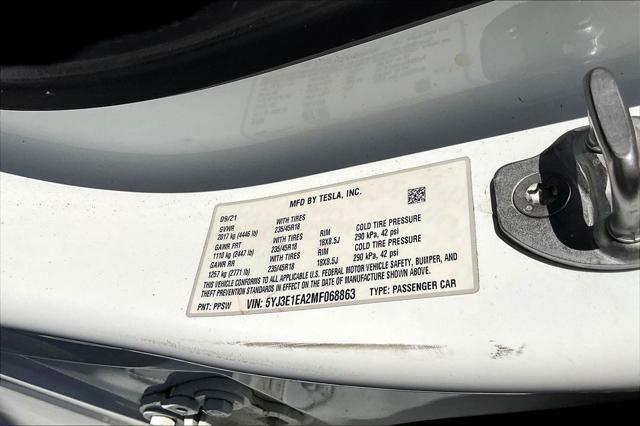 MFD BY TESLA, INC.
09/21
GVWR WITH TIRES
2017 kg (4446 lb) 235/45R18 RIM COLD TIRE PRESSURE
GAWR FRT WITH TIRES 18X8.5J 290 kPa, 42 psi
1110 kg (2447 lb) 235/45R18 RIM COLD TIRE PRESSURE
GAWR RR WITH TIRES 18X8.5J 290 kPa, 42 psi
1257 kg (2771 lb) 235/45R18
THIS VEHICLE CONFORMS TO ALL APPLICABLE U.S. FEDERAL MOTOR VEHICLE SAFETY, BUMPER, AND
THEFT PREVENTION STANDARDS IN EFFECT ON THE DATE OF MANUFACTURE SHOWN ABOVE.
PNT: PPSW VIN: 5YJ3E1EA2MF068863 TYPE: PASSENGER CAR